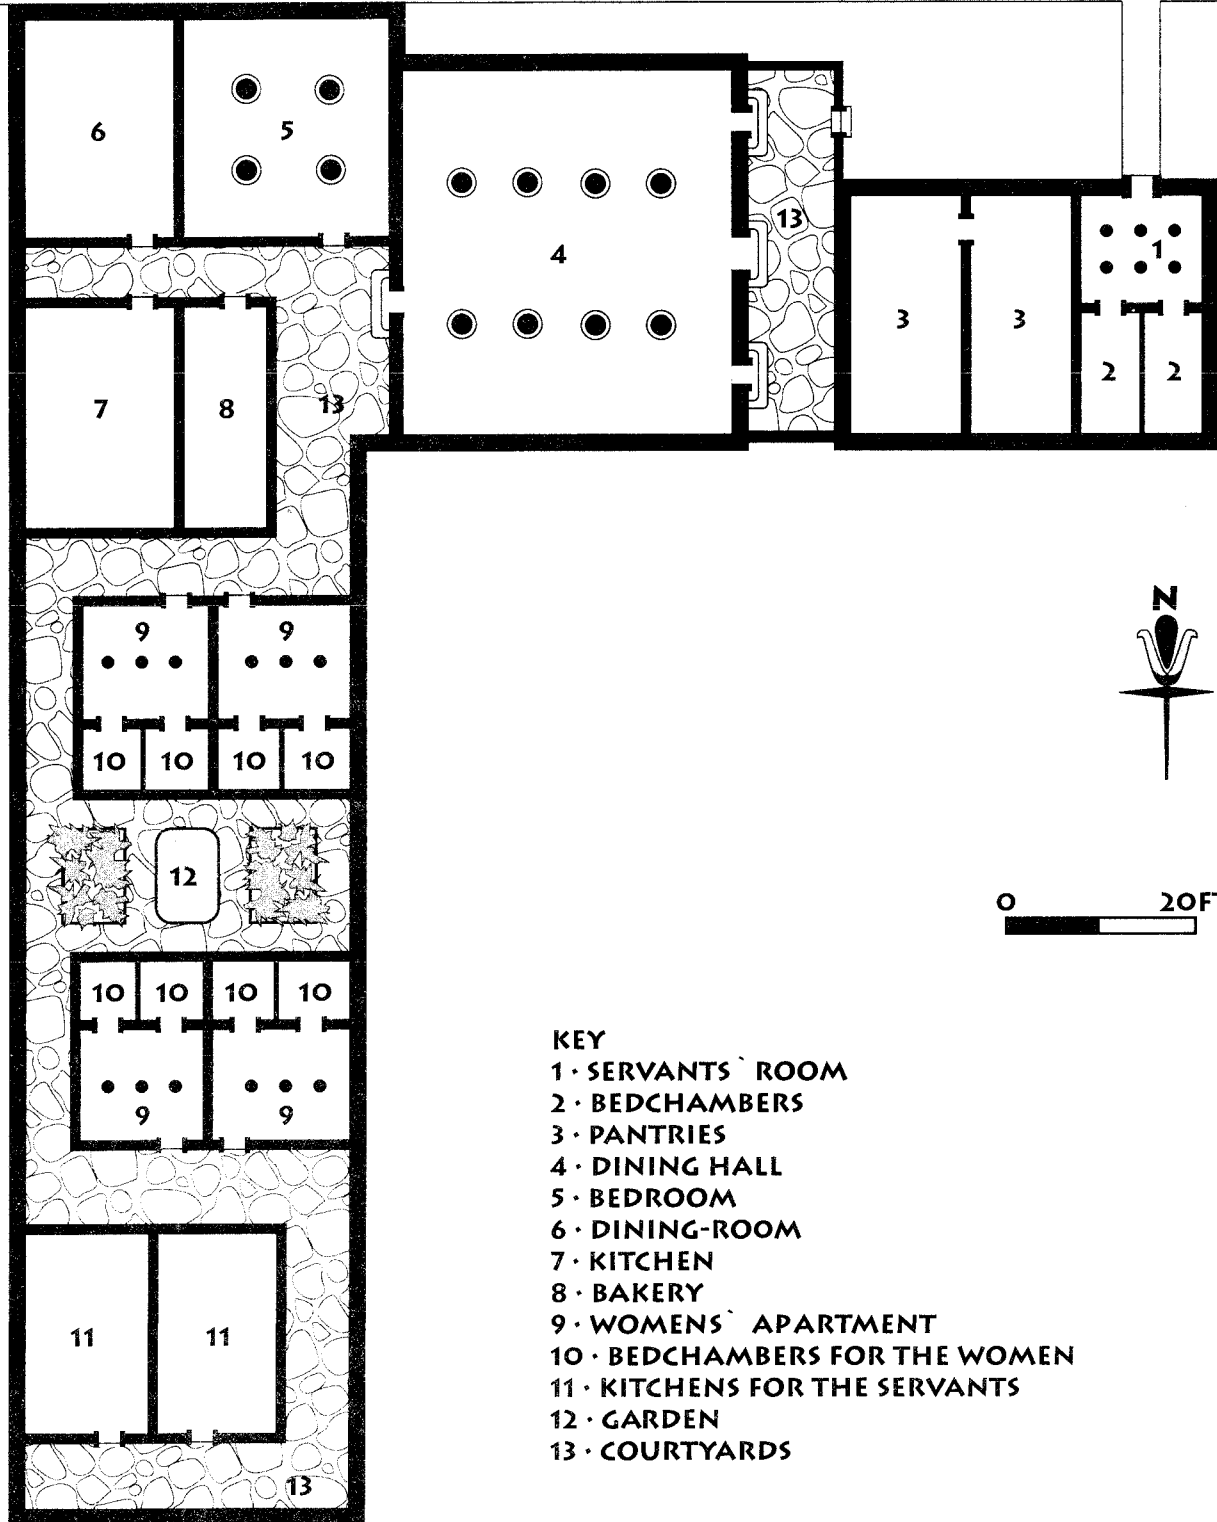 6
5
4
13
1
3
3
2
2
7
8
13
9
9
N
10
10
10
10
12
0 20FT
10
10
10
10
9
9
KEY
1 · SERVANTS` ROOM
2 · BEDCHAMBERS
3 · PANTRIES
4 · DINING HALL
5 · BEDROOM
6 · DINING-ROOM
7 · KITCHEN
8 · BAKERY
9 · WOMENS` APARTMENT
10 · BEDCHAMBERS FOR THE WOMEN
11 · KITCHENS FOR THE SERVANTS
12 · GARDEN
13 · COURTYARDS
11
11
13